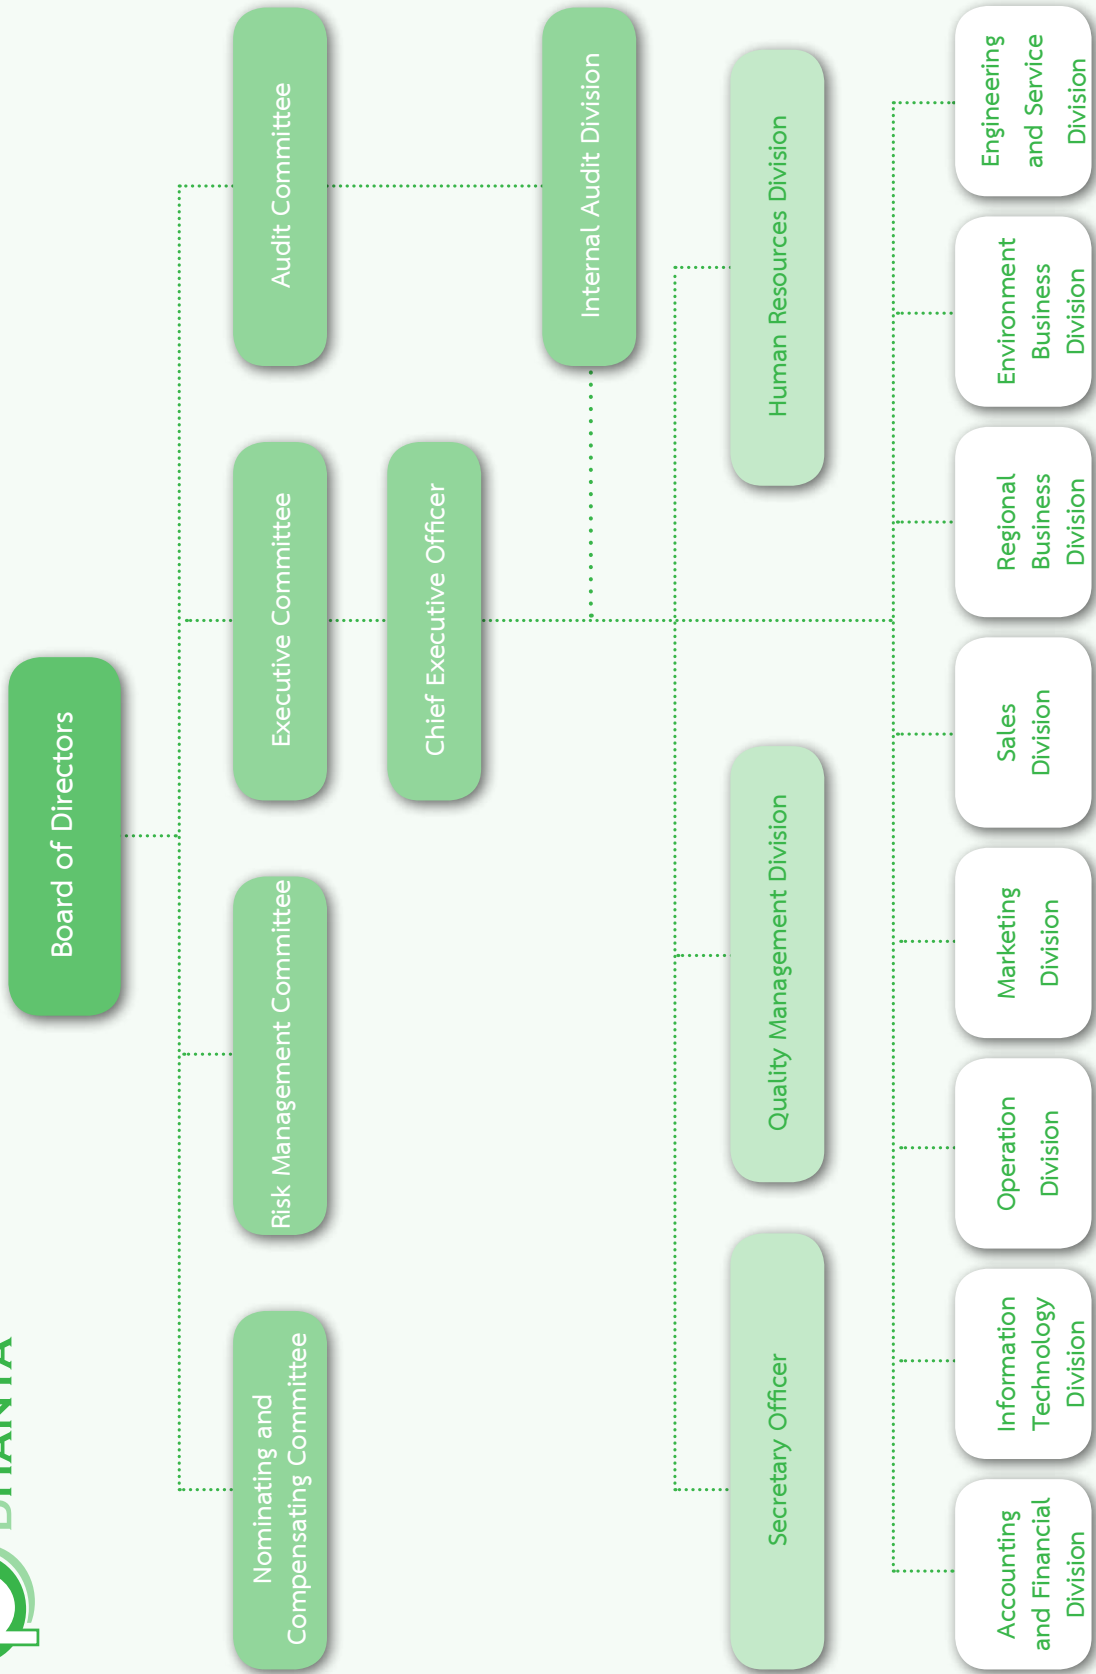 Board of Directors
Nominating and
Compensating Committee
Risk Management Committee
Executive Committee
Audit Committee
Chief Executive Officer
Internal Audit Division
Secretary Officer
Quality Management Division
Human Resources Division
Accounting
and Financial
Division
Information
Technology
Division
Operation
Division
Marketing
Division
Sales
Division
Regional
Business
Division
Environment
Business
Division
Engineering
and Service
Division